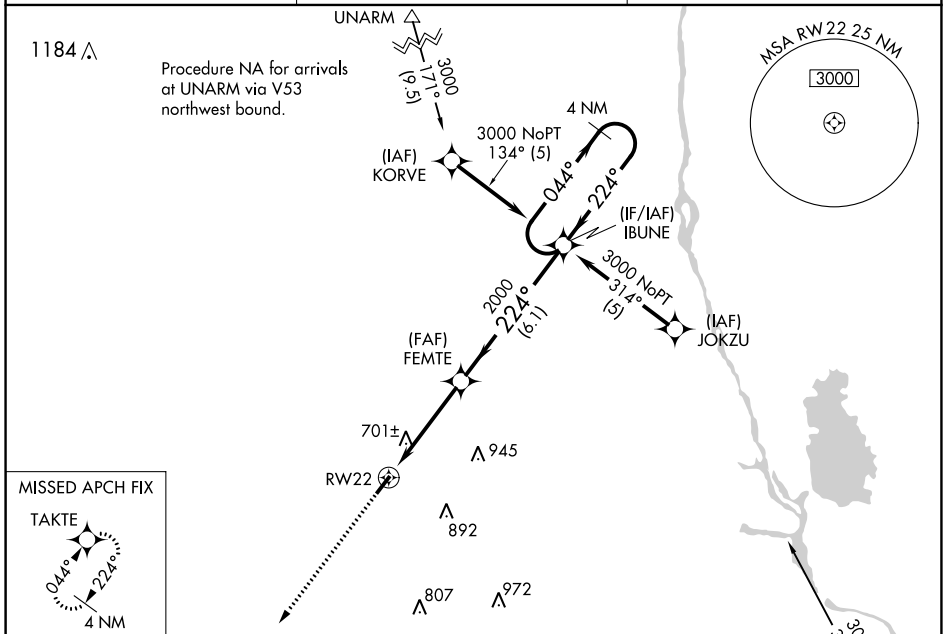 UNARM
1184
Procedure NA for arrivals
at UNARM via V53
northwest bound.
3000
171°
(9.5)
MSA RW22 25 NM
3000
4 NM
3000 NoPT
134° (5)
(IAF)
KORVE
044°
224°
(IF/IAF)
IBUNE
3000 NoPT
314°
(5)
(IAF)
JOKZU
2000
224°
(6.1)
(FAF)
FEMTE
701±
945
RW22
MISSED APCH FIX
TAKTE
044°
224°
4 NM
892
807
972